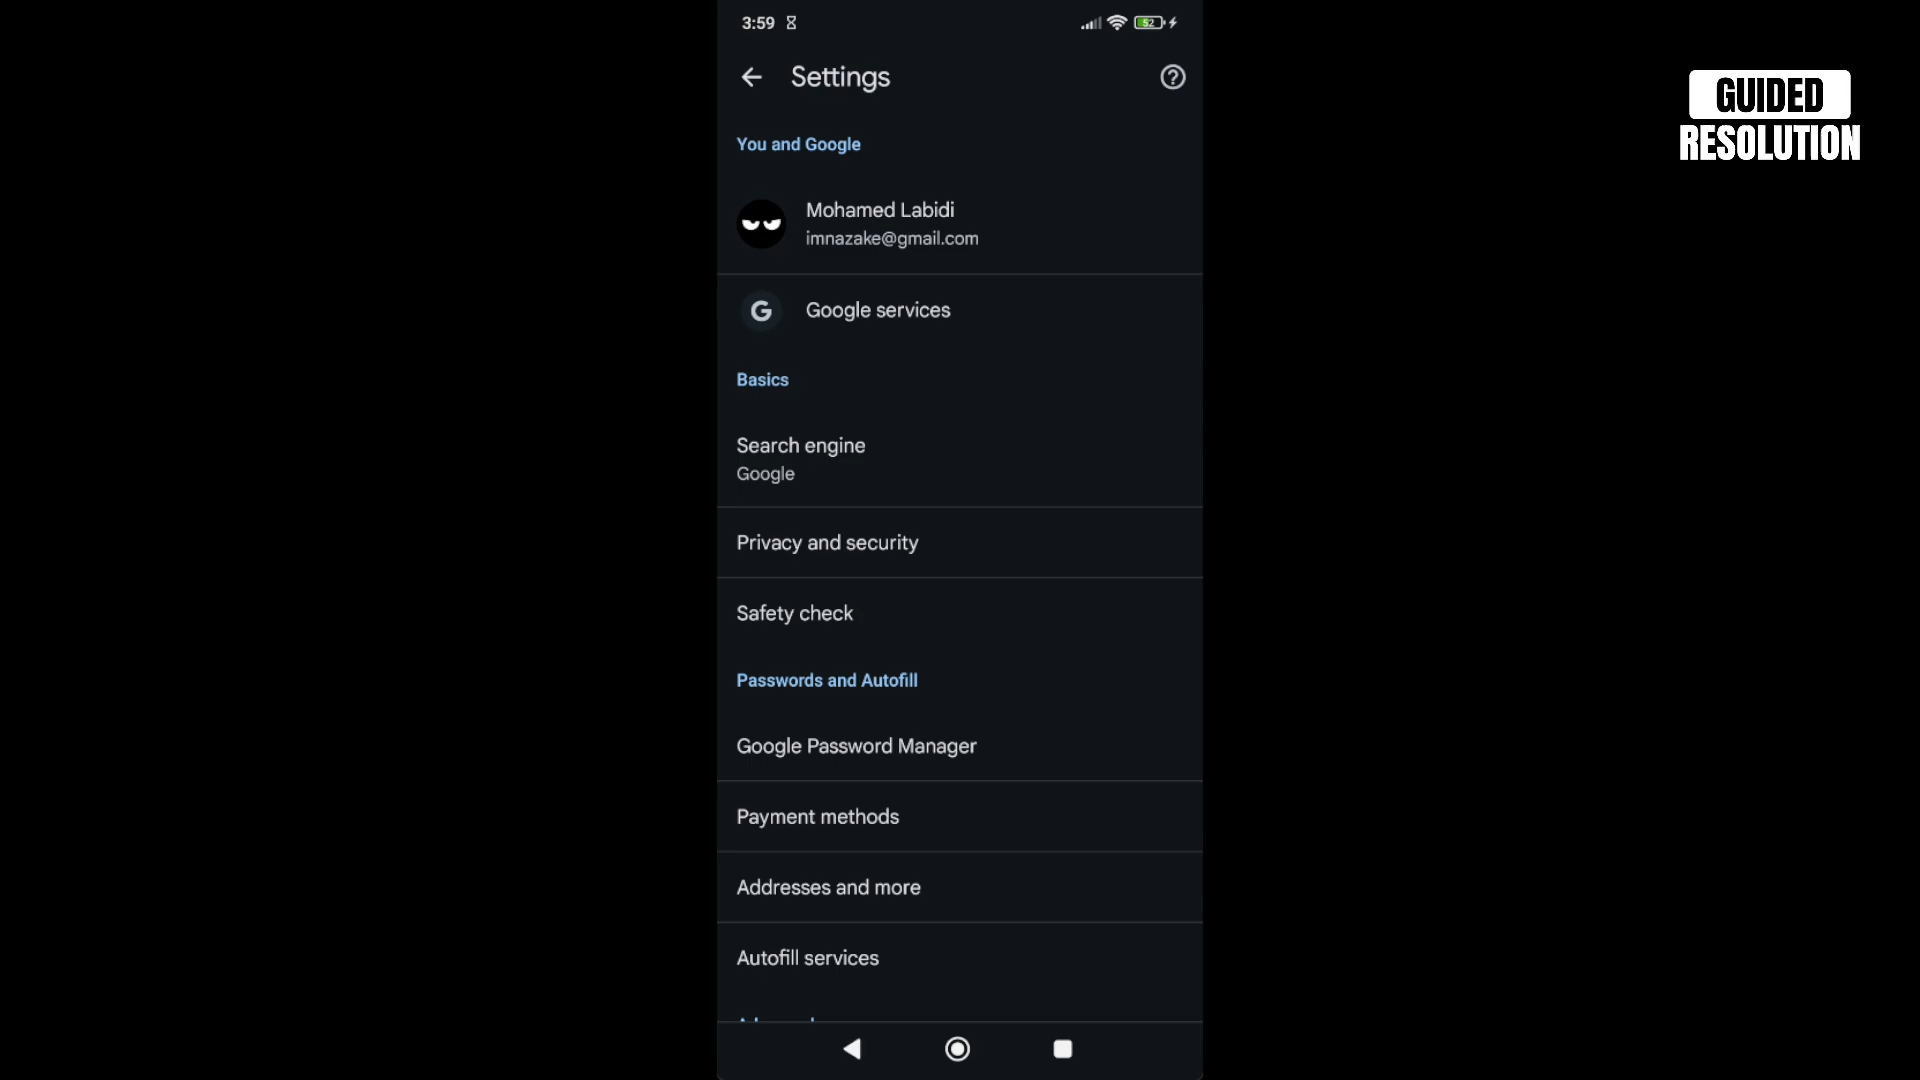 3:59
52
Settings
GUIDED
RESOLUTION
You and Google
Mohamed Labidi
imnazake@gmail.com
G
Google services
Basics
Search engine
Google
Privacy and security
Safety check
Passwords and Autofill
Google Password Manager
Payment methods
Addresses and more
Autofill services